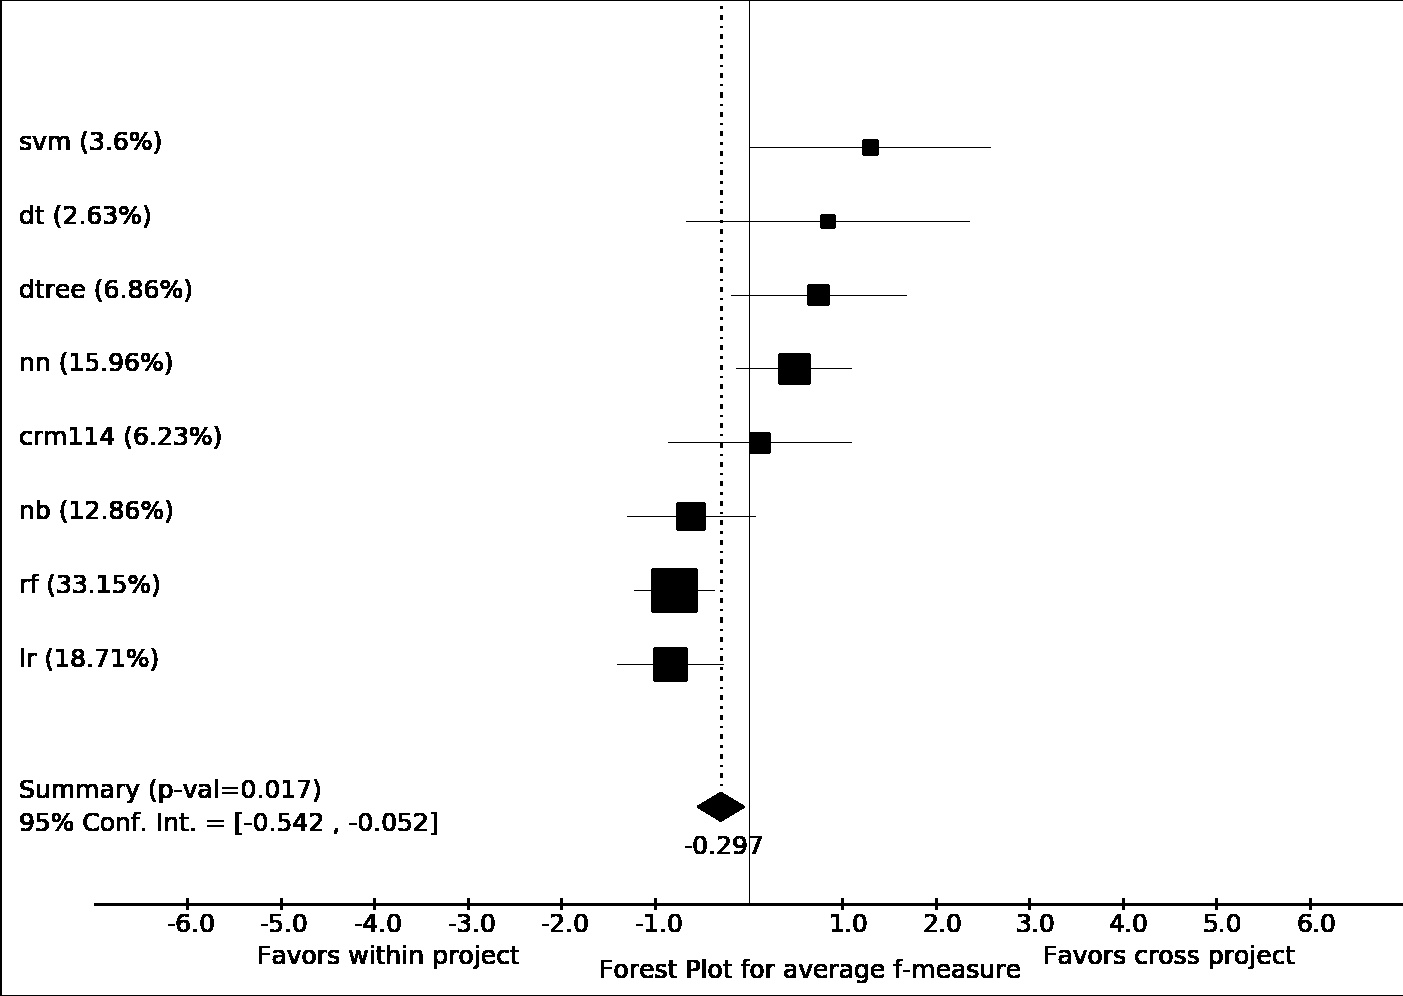 svm (3.6%)
dt (2.63%)
dtree (6.86%)
nn (15.96%)
crm114 (6.23%)
nb (12.86%)
rf (33.15%)
lr (18.71%)
Summary (p-val=0.017)
95% Conf. Int. = [-0.542 , -0.052]
-0.297
-6.0 -5.0 -4.0 -3.0 -2.0 -1.0 1.0 2.0 3.0 4.0 5.0 6.0
Favors within project Favors cross project
Forest Plot for average f-measure